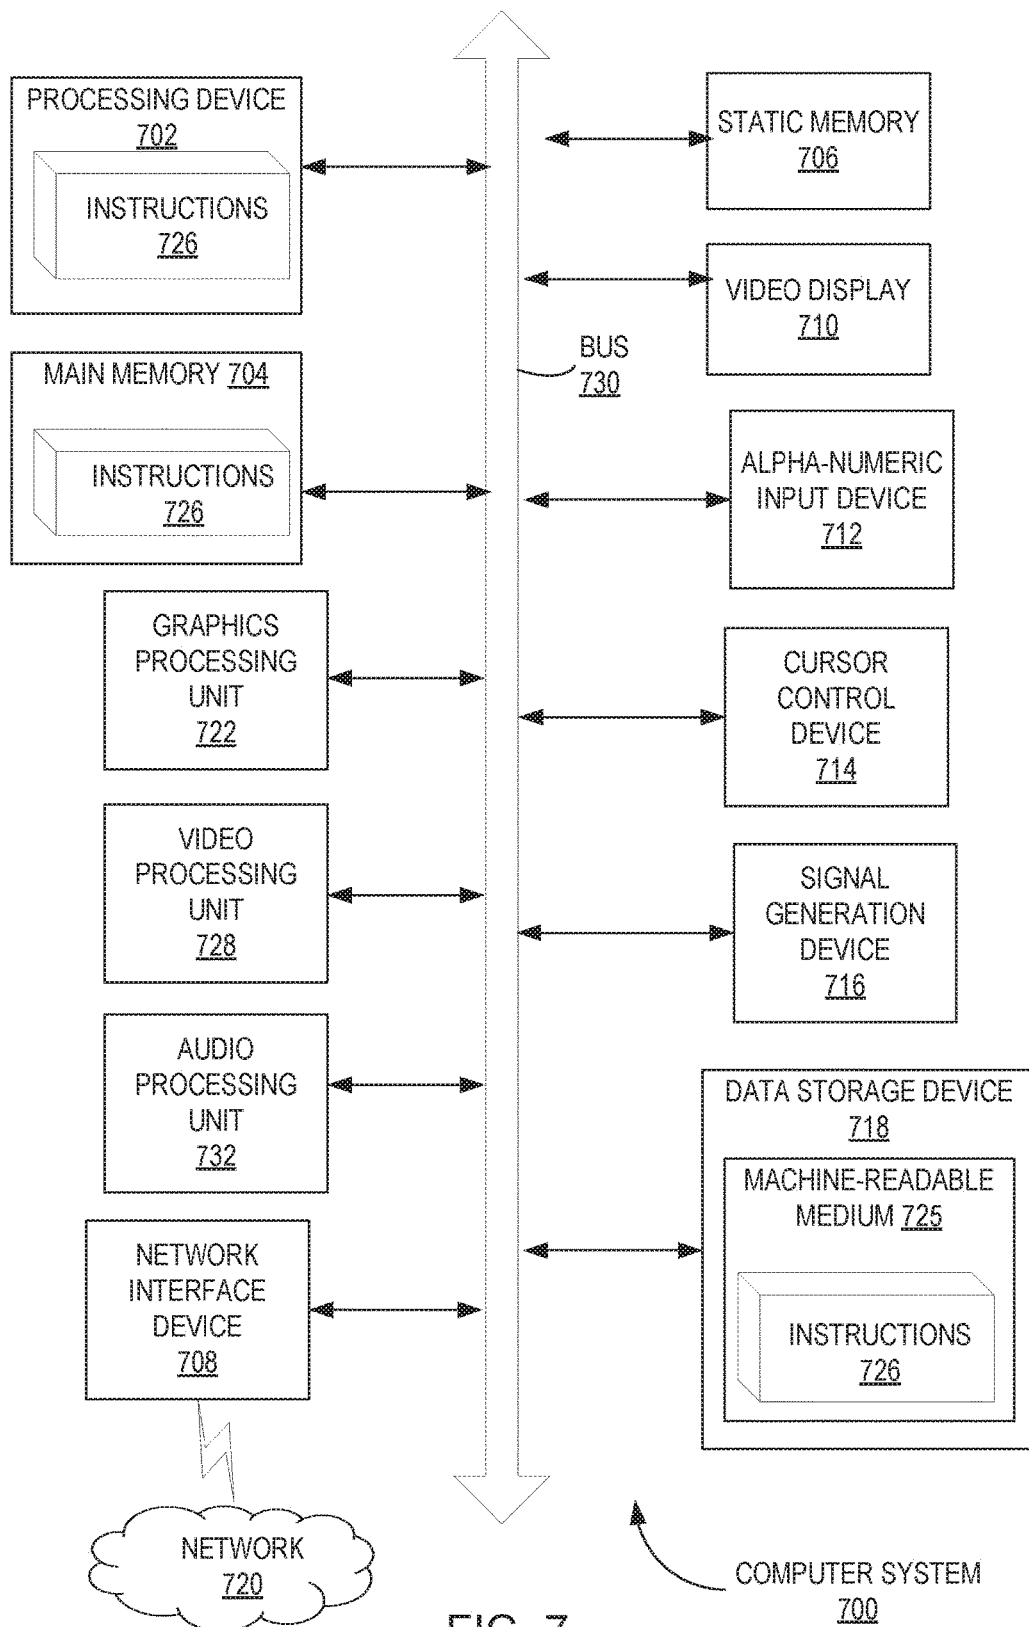 PROCESSING DEVICE
702
INSTRUCTIONS
726
MAIN MEMORY 704
INSTRUCTIONS
726
GRAPHICS
PROCESSING
UNIT
722
VIDEO
PROCESSING
UNIT
728
AUDIO
PROCESSING
UNIT
732
NETWORK
INTERFACE
DEVICE
708
NETWORK
720
BUS
730
STATIC MEMORY
706
VIDEO DISPLAY
710
ALPHA-NUMERIC
INPUT DEVICE
712
CURSOR
CONTROL
DEVICE
714
SIGNAL
GENERATION
DEVICE
716
DATA STORAGE DEVICE
718
MACHINE-READABLE
MEDIUM 725
INSTRUCTIONS
726
COMPUTER SYSTEM
700
FIG. 7